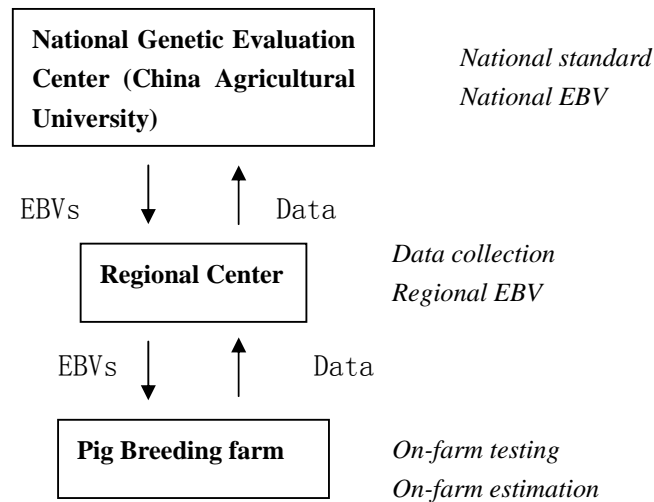 National Genetic Evaluation
Center (China Agricultural
University)
National standard
National EBV
EBVs
Data
Regional Center
Data collection
Regional EBV
EBVs
Data
Pig Breeding farm
On-farm testing
On-farm estimation